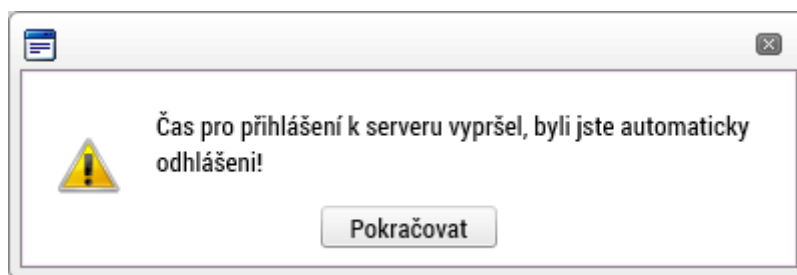 Čas pro přihlášení k serveru vypršel, byli jste automaticky
odhlášeni!
Pokračovat